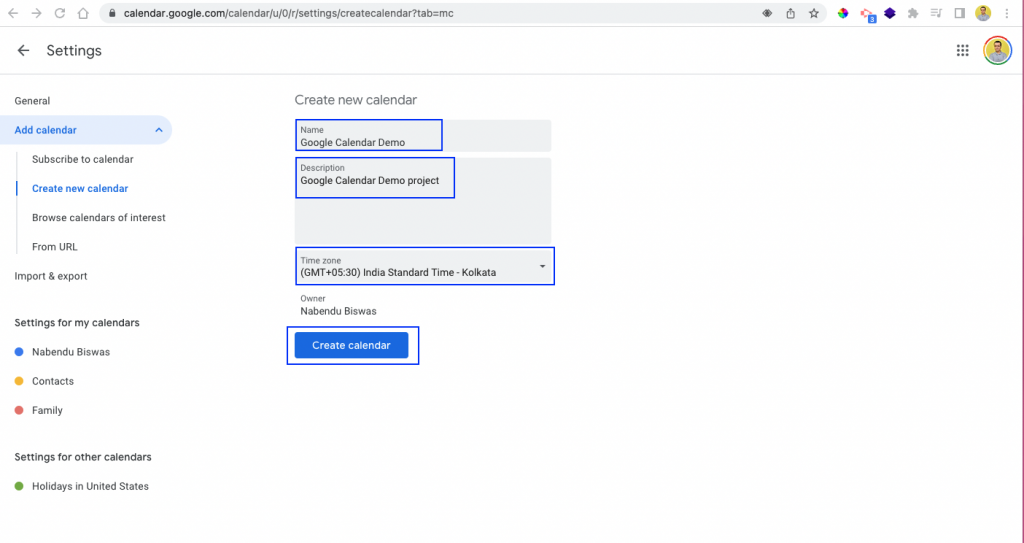 calendar.google.com/calendar/u/0/r/settings/createcalendar?tab=mc
3
Settings
General
Add calendar
Subscribe to calendar
Create new calendar
Browse calendars of interest
From URL
Import & export
Settings for my calendars
Nabendu Biswas
Contacts
Family
Settings for other calendars
Holidays in United States
Create new calendar
Name
Google Calendar Demo
Description
Google Calendar Demo project
Time zone
(GMT+05:30) India Standard Time - Kolkata
Owner
Nabendu Biswas
Create calendar